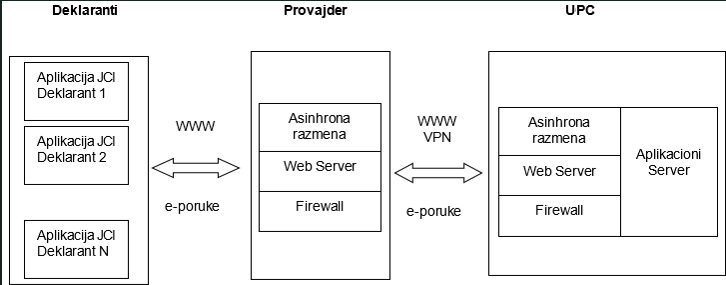 Deklaranti
Provajder
UPC
Aplikacija JCI
Deklarant 1
Aplikacija JCI
Deklarant 2
Aplikacija JCI
Deklarant N
WWW
e-poruke
Asinhrona
razmena
Web Server
Firewall
WWW
VPN
e-poruke
Asinhrona
razmena
Web Server
Firewall
Aplikacioni
Server